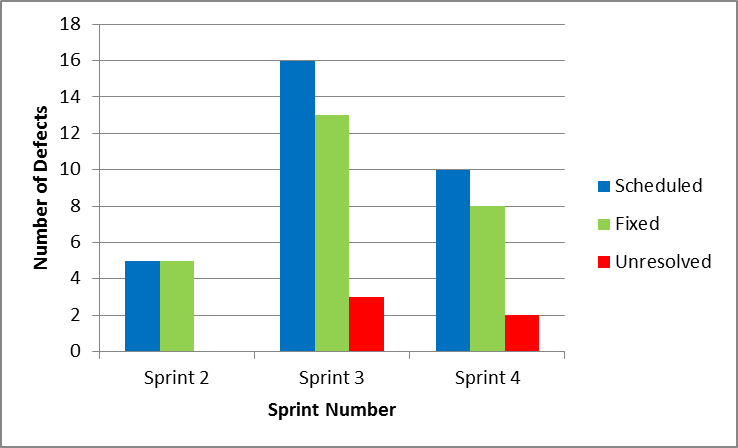 Number of Defects
18
16
14
12
10
8
6
4
2
0
Sprint 2 Sprint 3 Sprint 4
Sprint Number
Scheduled
Fixed
Unresolved